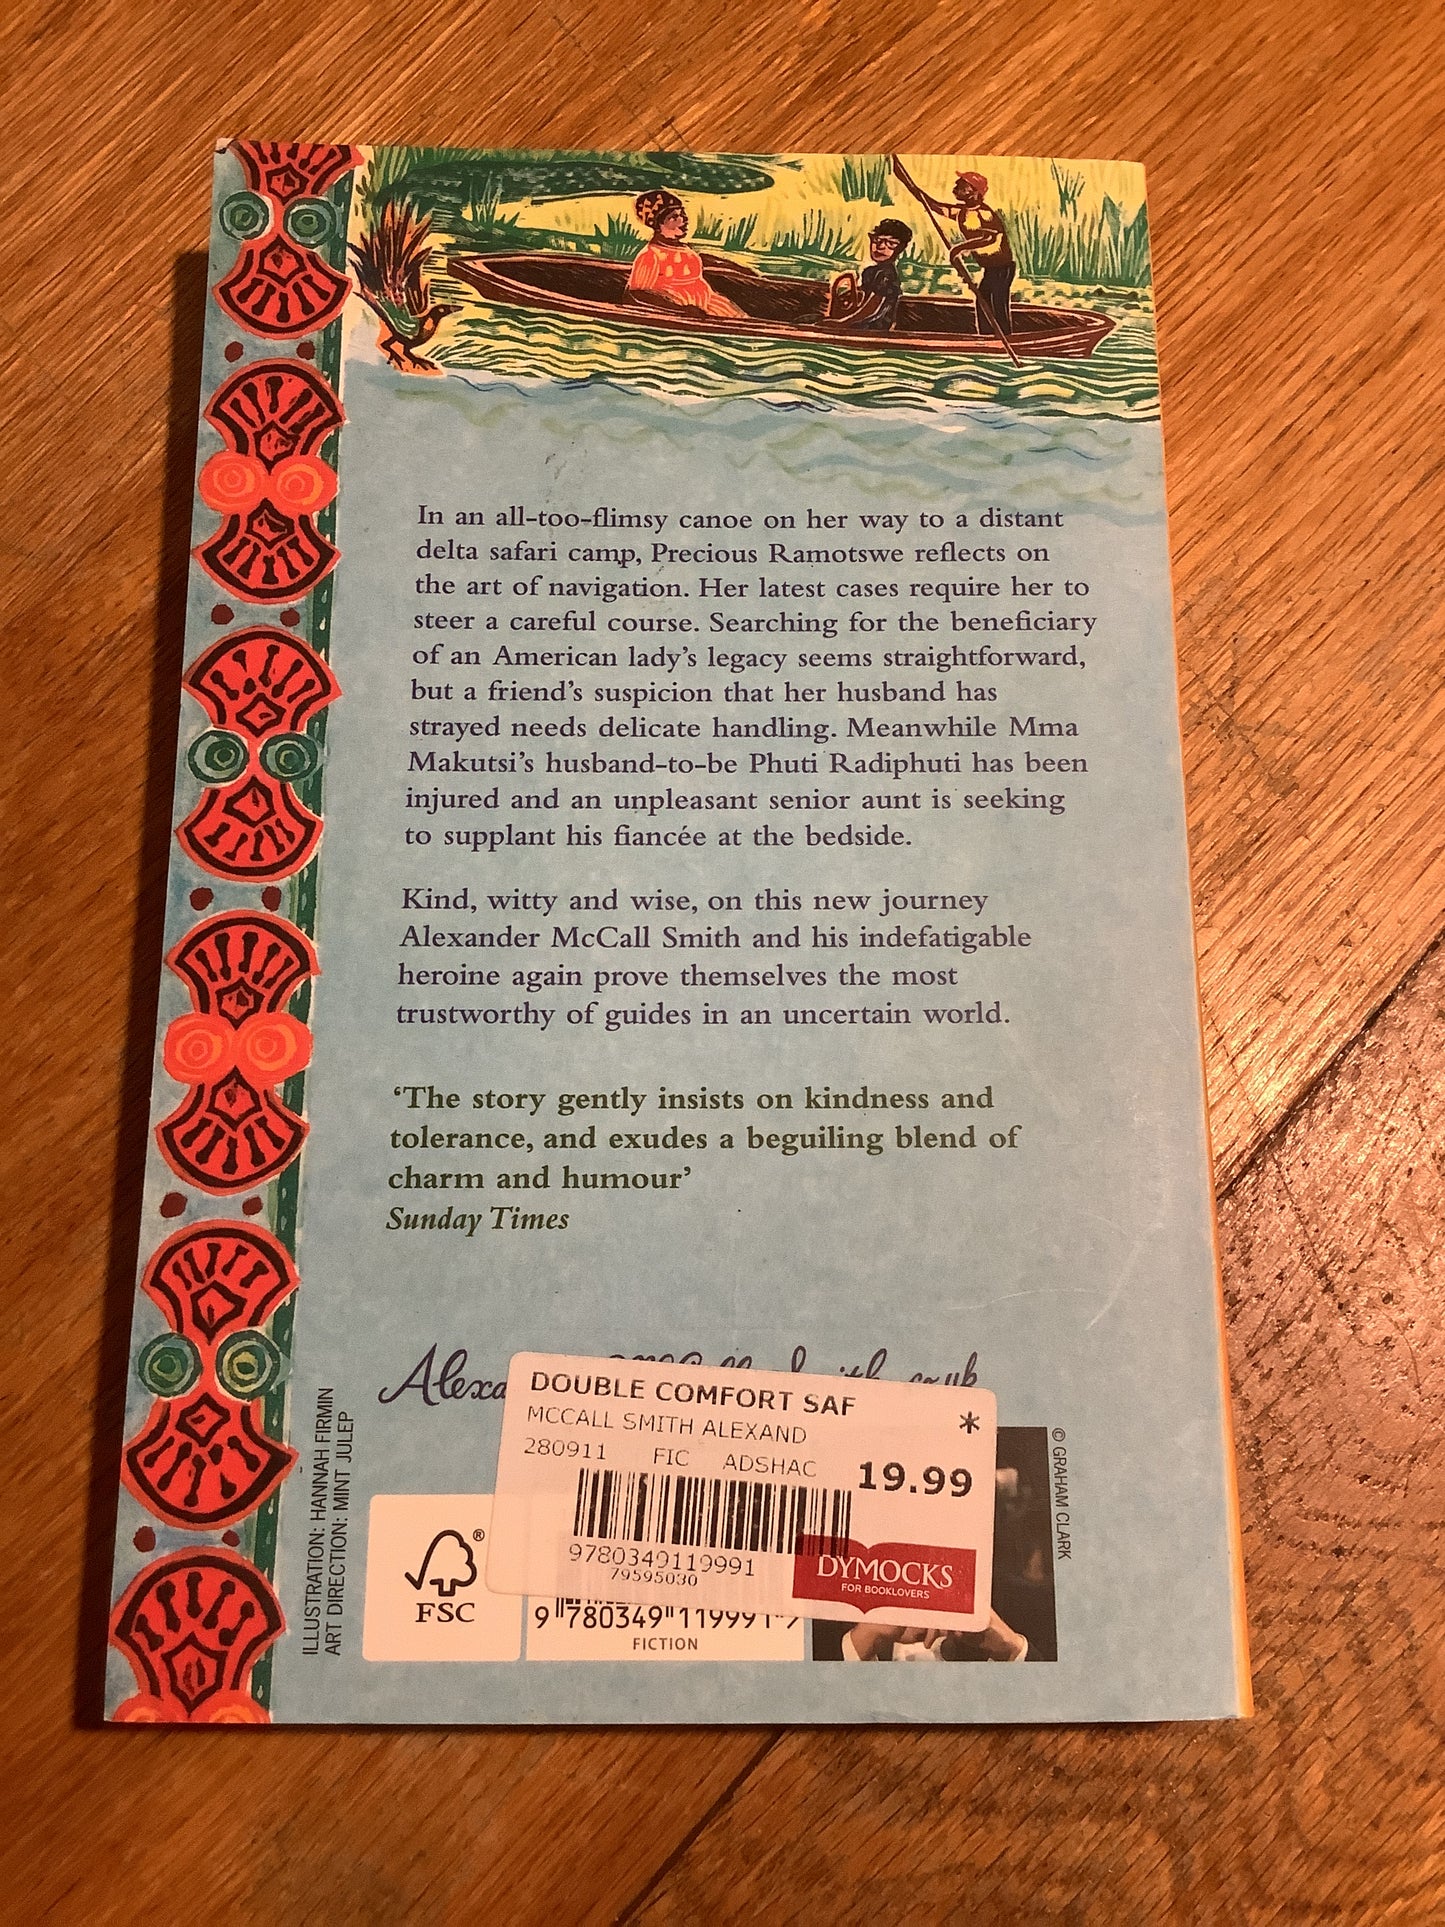 In an all-too-flimsy canoe on her way to a distant
delta safari camp, Precious Ramotswe reflects on
the art of navigation. Her latest cases require her to
steer a careful course. Searching for the beneficiary
of an American lady's legacy seems straightforward,
but a friend's suspicion that her husband has
strayed needs delicate handling. Meanwhile Mma
Makutsi's husband-to-be Phuti Radiphuti has been
injured and an unpleasant senior aunt is seeking
to supplant his fiancée at the bedside.
Kind, witty and wise, on this new journey
Alexander McCall Smith and his indefatigable
heroine again prove themselves the most
trustworthy of guides in an uncertain world.
‘The story gently insists on kindness and
tolerance, and exudes a beguiling blend of
charm and humour’
Sunday Times
DOUBLE COMFORT SAF
MCCALL SMITH ALEXAND *
280911 FIC ADSHAC 19.99
9780349119991
79595030
DYMOCKS
FOR BOOKLOVERS
FSC ®
9 780349 119991
FICTION
ILLUSTRATION: HANNAH FIRMIN
ART DIRECTION: MINT JULEP
© GRAHAM CLARK